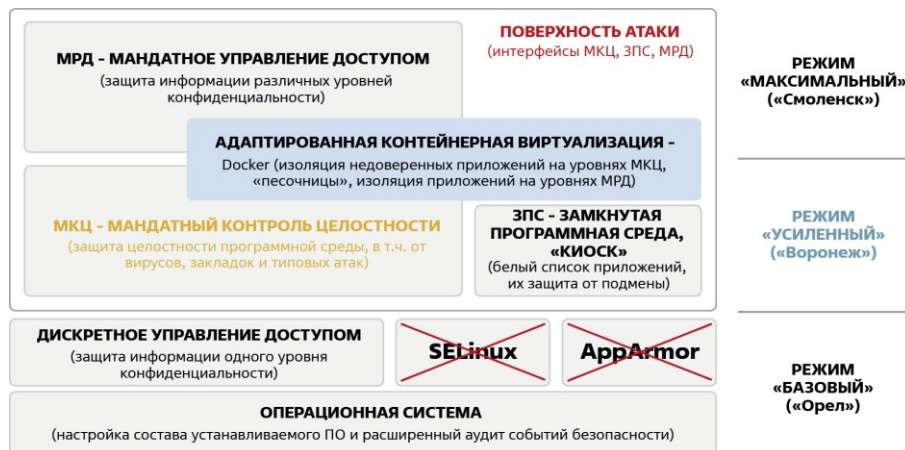 МРД – МАНДАТНОЕ УПРАВЛЕНИЕ ДОСТУПОМ
(защита информации различных уровней
конфиденциальности)
ПОВЕРХНОСТЬ АТАКИ
(интерфейсы МКЦ, ЗПС, МРД)
РЕЖИМ
«МАКСИМАЛЬНЫЙ»
(«Смоленск»)
АДАПТИРОВАННАЯ КОНТЕЙНЕРНАЯ ВИРТУАЛИЗАЦИЯ –
Docker (изоляция недоверенных приложений на уровнях МКЦ,
«песочницы», изоляция приложений на уровнях МРД)
МКЦ – МАНДАТНЫЙ КОНТРОЛЬ ЦЕЛОСТНОСТИ
(защита целостности программной среды, в т.ч. от
вирусов, закладок и типовых атак)
ЗПС – ЗАМКНУТАЯ
ПРОГРАММНАЯ СРЕДА,
«КИОСК»
(белый список приложений,
их защита от подмены)
РЕЖИМ
«УСИЛЕННЫЙ»
(«Воронеж»)
ДИСКРЕТНОЕ УПРАВЛЕНИЕ ДОСТУПОМ
(защита информации одного уровня
конфиденциальности)
SELinux
AppArmor
РЕЖИМ
«БАЗОВЫЙ»
(«Орел»)
ОПЕРАЦИОННАЯ СИСТЕМА
(настройка состава устанавливаемого ПО и расширенный аудит событий безопасности)